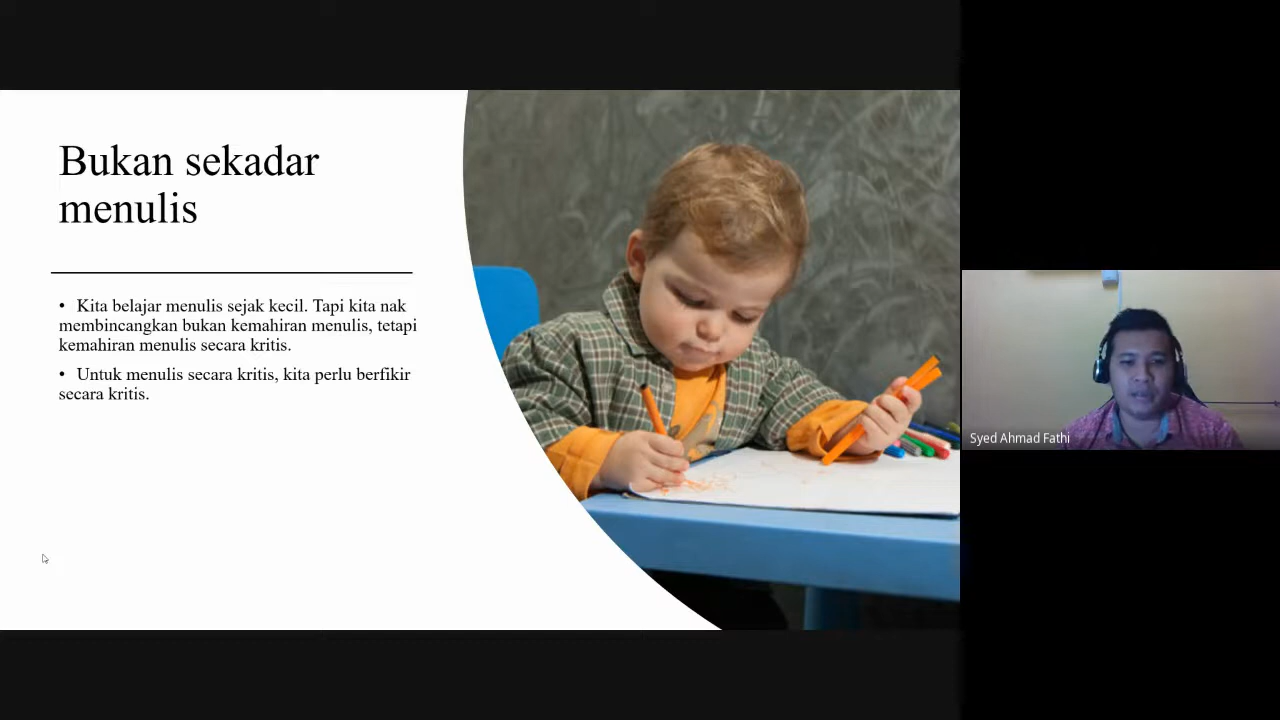 Bukan sekadar
menulis
• Kita belajar menulis sejak kecil. Tapi kita nak
membincangkan bukan kemahiran menulis, tetapi
kemahiran menulis secara kritis.
• Untuk menulis secara kritis, kita perlu berfikir
secara kritis.
Syed Ahmad Fathi